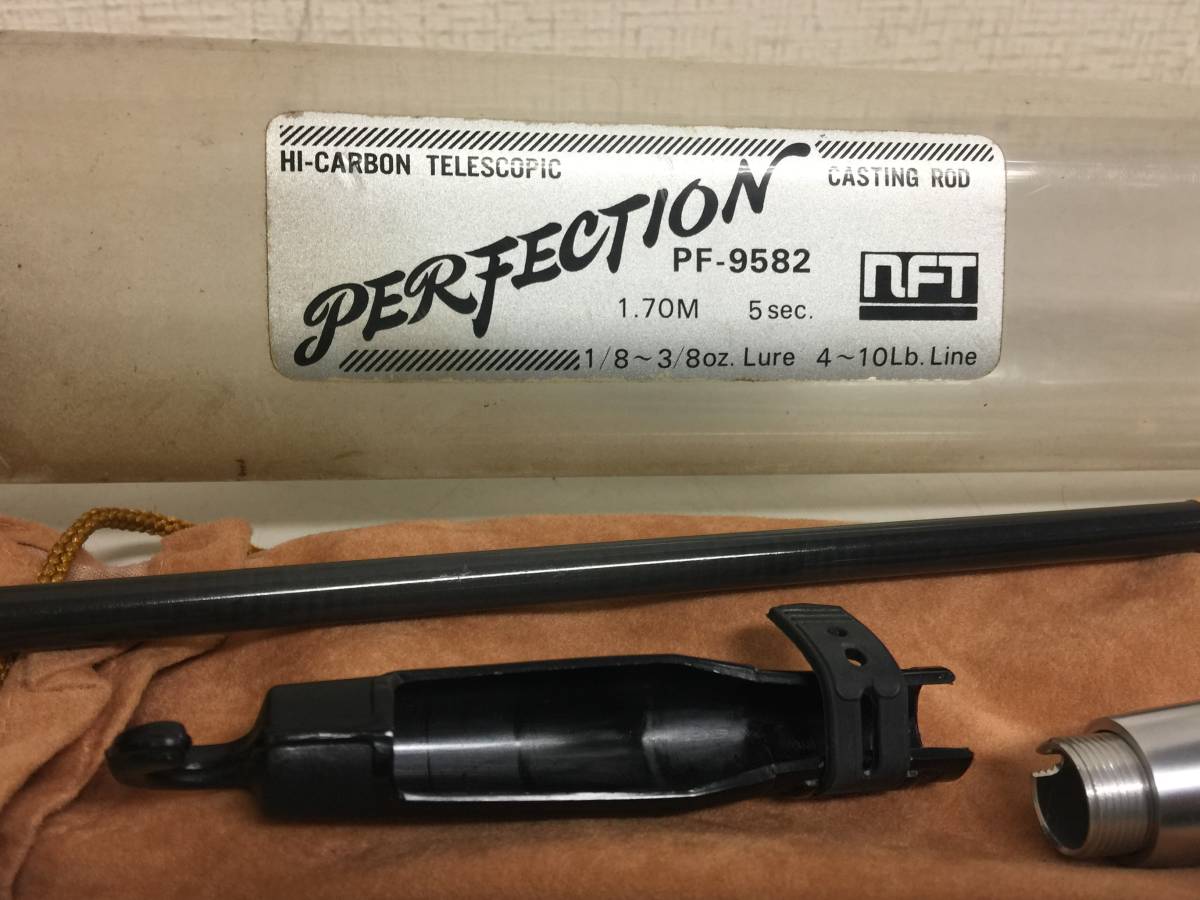 HI-CARBON TELESCOPIC CASTING ROD
PERFECTION
PF-9582
NFT
1.70M 5sec.
1/8~3/8oz. Lure 4~10Lb. Line